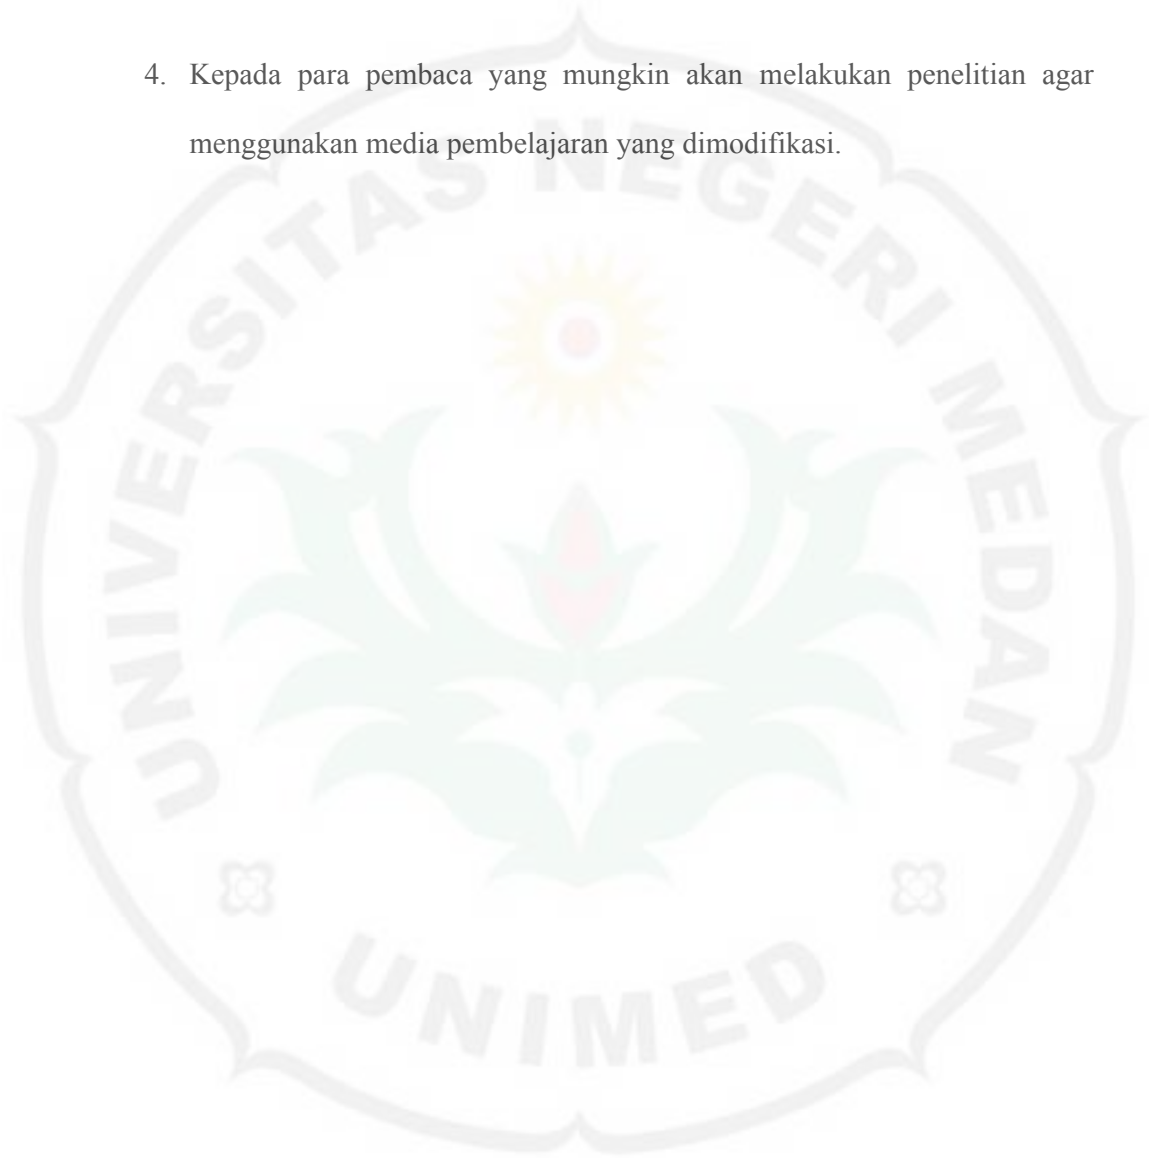 4. Kepada para pembaca yang mungkin akan melakukan penelitian agar
menggunakan media pembelajaran yang dimodifikasi.
UNIVERSITAS NEGERI MEDAN
UNIMED